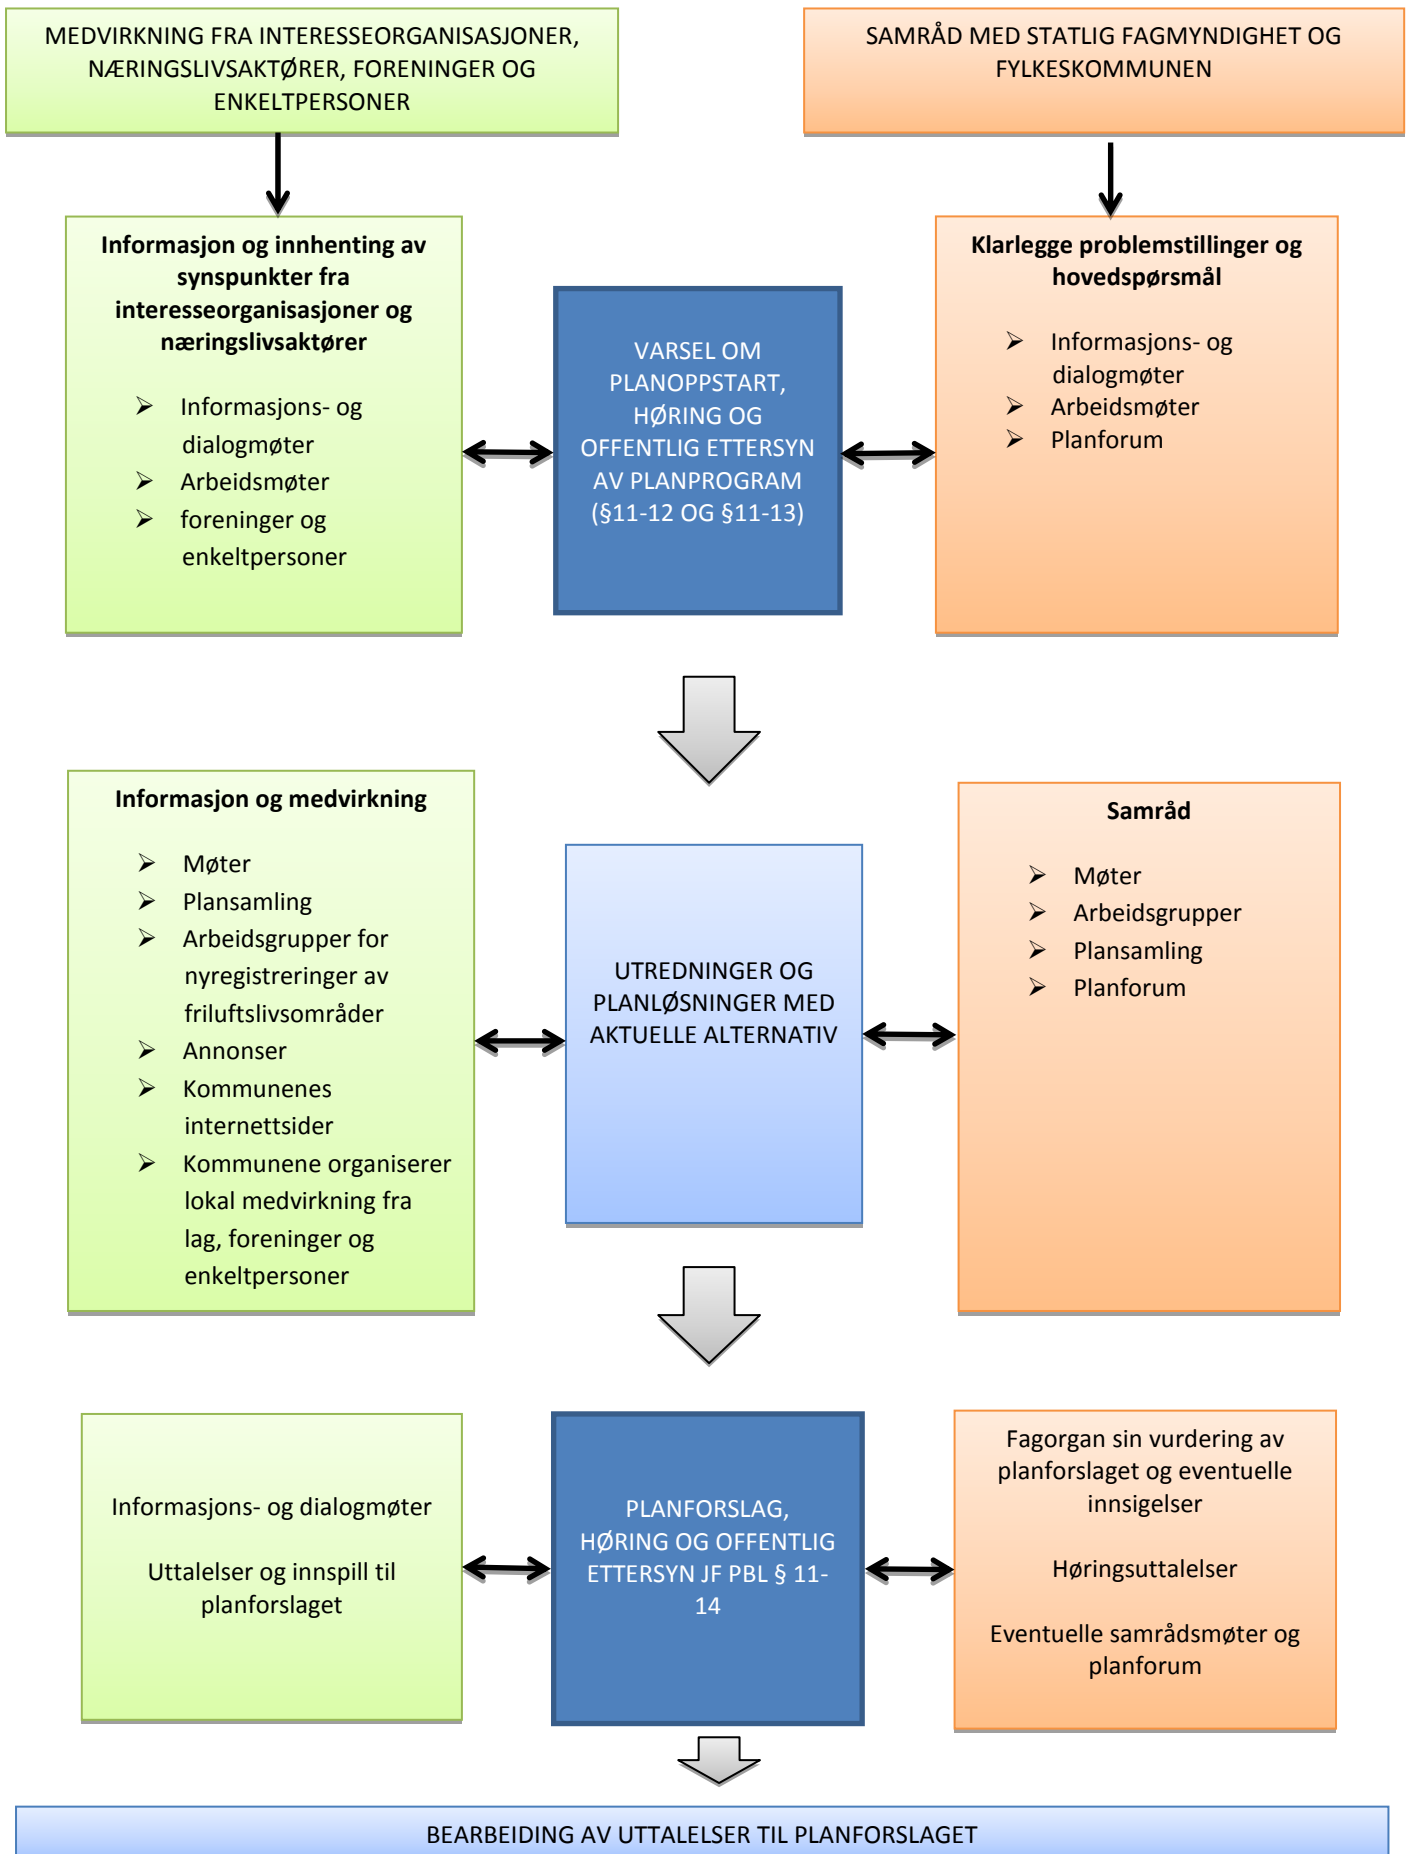 MEDVIRKNING FRA INTERESSEORGANISASJONER,
NÆRINGSLIVSAKTØRER, FORENINGER OG
ENKELTPERSONER
SAMRÅD MED STATLIG FAGMYNDIGHET OG
FYLKESKOMMUNEN
Informasjon og innhenting av
synspunkter fra
interesseorganisasjoner og
næringslivsaktører
➢ Informasjons- og
dialogmøter
➢ Arbeidsmøter
➢ foreninger og
enkeltpersoner
VARSEL OM
PLANOPPSTART,
HØRING OG
OFFENTLIG ETTERSYN
AV PLANPROGRAM
(§11-12 OG §11-13)
Klarlegge problemstillinger og
hovedspørsmål
➢ Informasjons- og
dialogmøter
➢ Arbeidsmøter
➢ Planforum
Informasjon og medvirkning
➢ Møter
➢ Plansamling
➢ Arbeidsgrupper for
nyregistreringer av
friluftslivsområder
➢ Annonser
➢ Kommunenes
internettsider
➢ Kommunene organiserer
lokal medvirkning fra
lag, foreninger og
enkeltpersoner
UTREDNINGER OG
PLANLØSNINGER MED
AKTUELLE ALTERNATIV
Samråd
➢ Møter
➢ Arbeidsgrupper
➢ Plansamling
➢ Planforum
Informasjons- og dialogmøter
Uttalelser og innspill til
planforslaget
PLANFORSLAG,
HØRING OG OFFENTLIG
ETTERSYN JF PBL § 11-
14
Fagorgan sin vurdering av
planforslaget og eventuelle
innsigelser
Høringsuttalelser
Eventuelle samrådsmøter og
planforum
BEARBEIDING AV UTTALELSER TIL PLANFORSLAGET